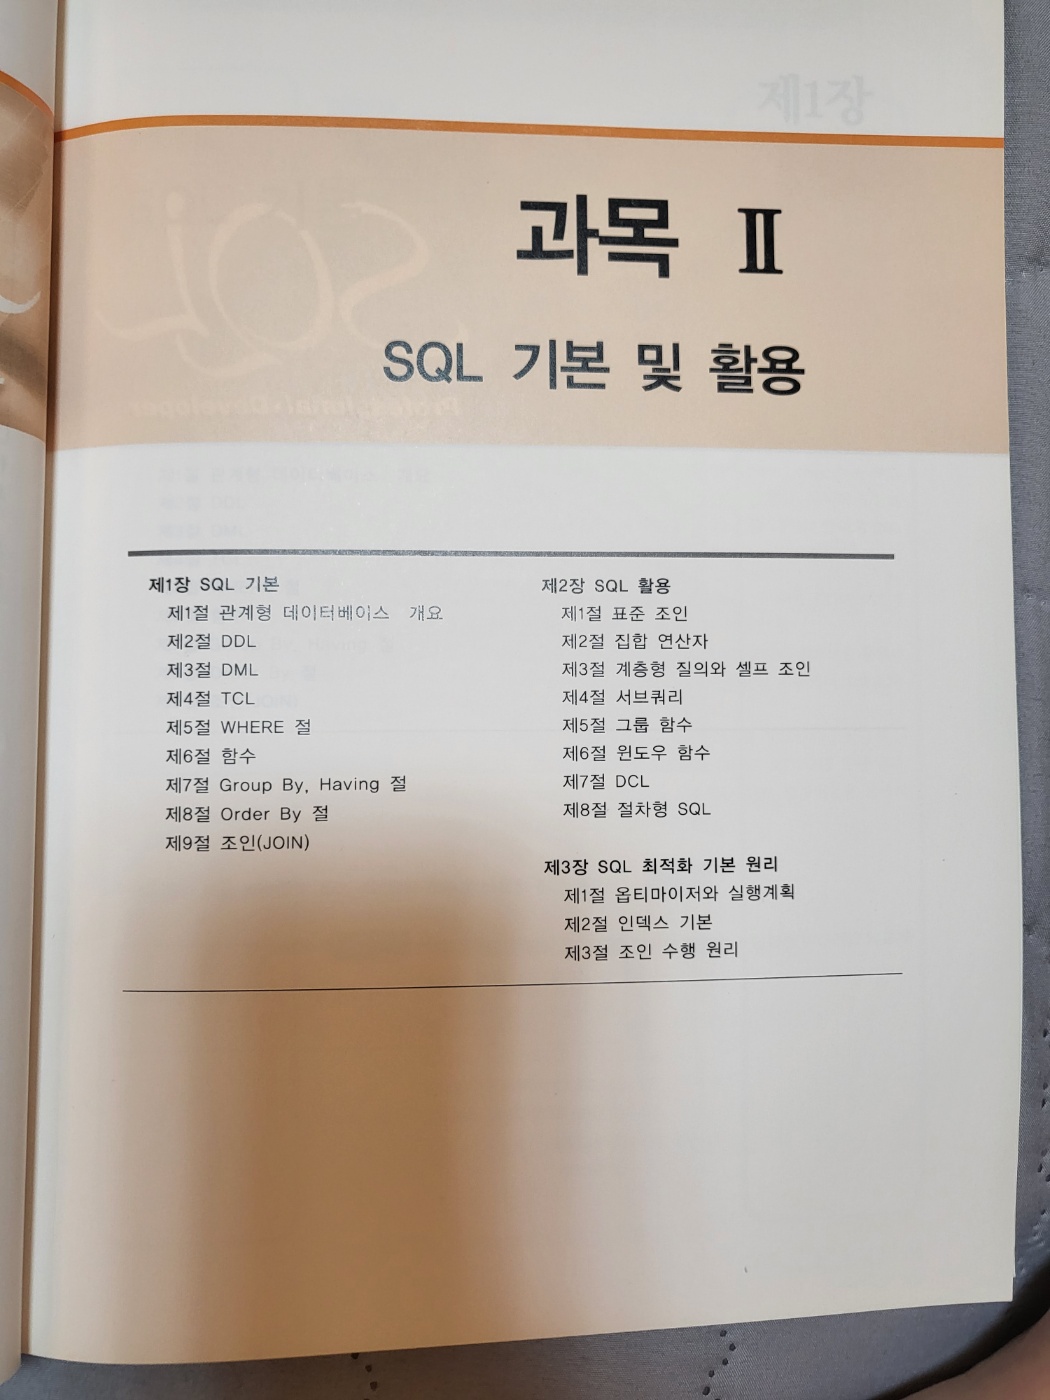 과목 Ⅱ
SQL 기본 및 활용
제1장 SQL 기본
제1절 관계형 데이터베이스 개요
제2절 DDL
제3절 DML
제4절 TCL
제5절 WHERE 절
제6절 함수
제7절 Group By, Having 절
제8절 Order By 절
제9절 조인(JOIN)
제2장 SQL 활용
제1절 표준 조인
제2절 집합 연산자
제3절 계층형 질의와 셀프 조인
제4절 서브쿼리
제5절 그룹 함수
제6절 윈도우 함수
제7절 DCL
제8절 절차형 SQL
제3장 SQL 최적화 기본 원리
제1절 옵티마이저와 실행계획
제2절 인덱스 기본
제3절 조인 수행 원리